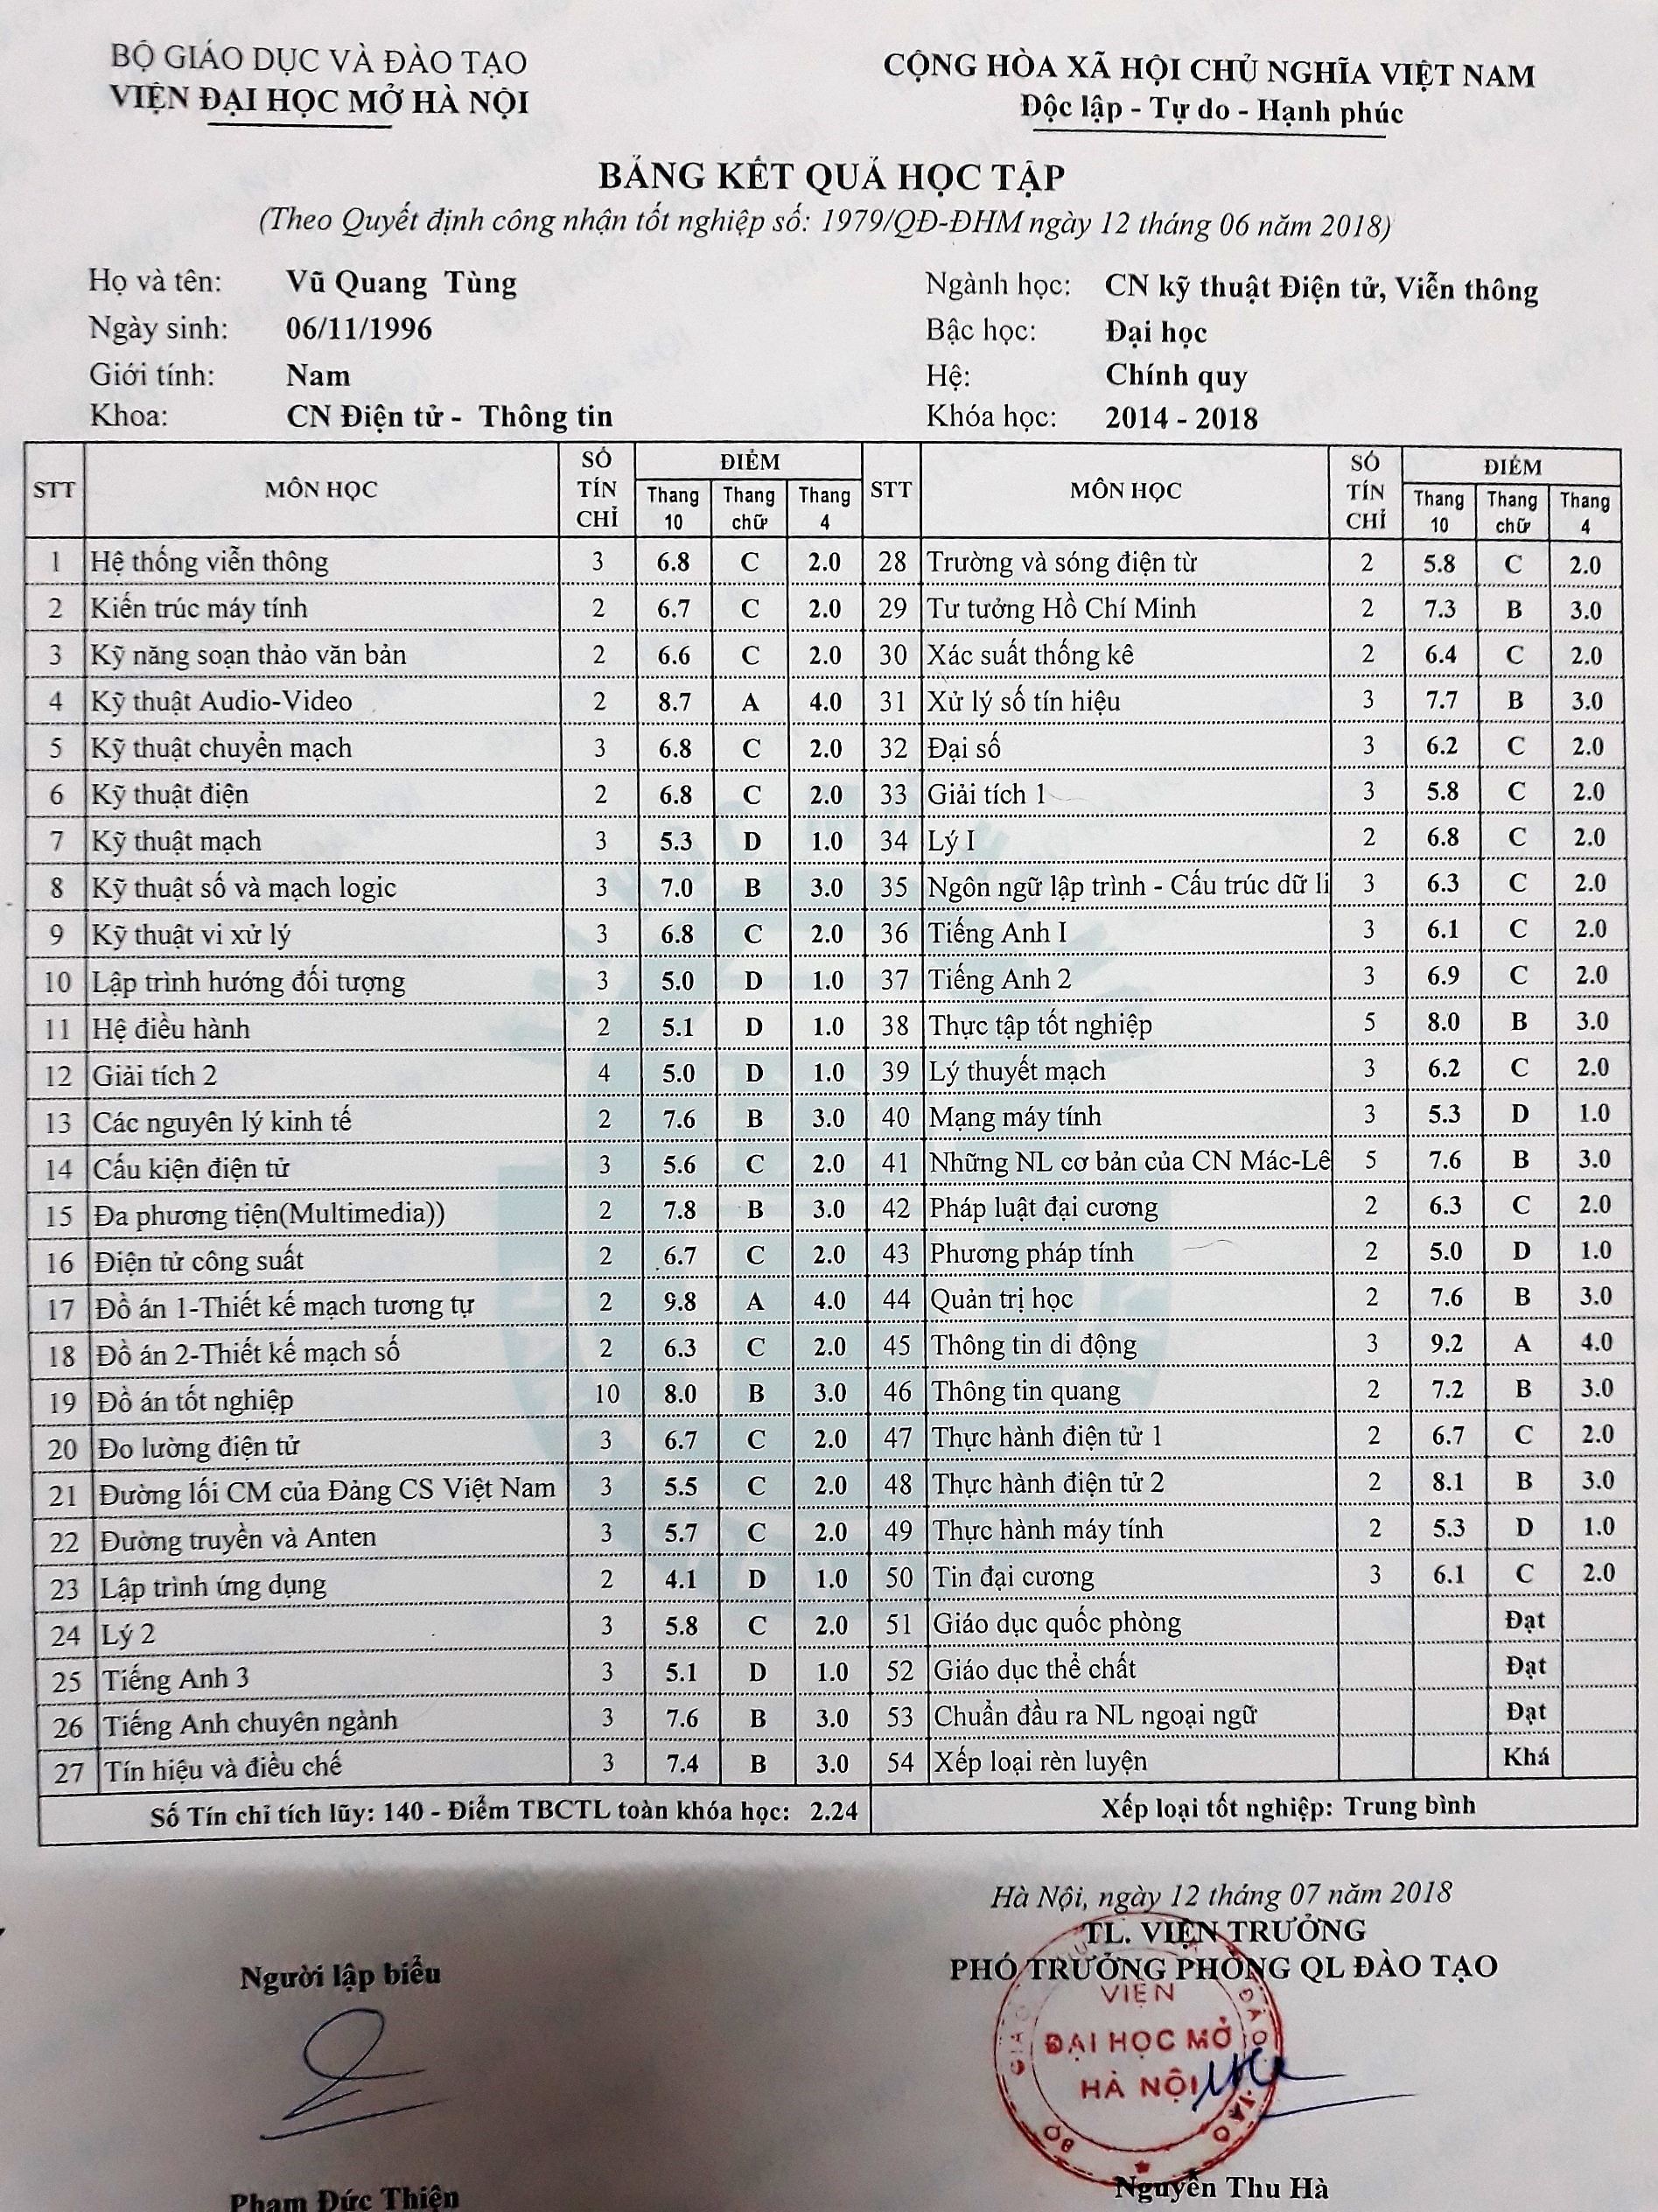 BỘ GIÁO DỤC VÀ ĐÀO TẠO
VIỆN ĐẠI HỌC MỞ HÀ NỘI
CỘNG HÒA XÃ HỘI CHỦ NGHĨA VIỆT NAM
Độc lập - Tự do - Hạnh phúc
BẢNG KẾT QUẢ HỌC TẬP
(Theo Quyết định công nhận tốt nghiệp số: 1979/QĐ-ĐHM ngày 12 tháng 06 năm 2018)
Họ và tên: Vũ Quang Tùng
Ngành học: CN kỹ thuật Điện tử, Viễn thông
Ngày sinh: 06/11/1996
Bậc học: Đại học
Giới tính: Nam
Hệ: Chính quy
Khoa: CN Điện tử - Thông tin
Khóa học: 2014 - 2018
STT MÔN HỌC SỐ TÍN CHỈ ĐIỂM Thang 10 Thang chữ Thang 4
STT MÔN HỌC SỐ TÍN CHỈ ĐIỂM Thang 10 Thang chữ Thang 4
1 Hệ thống viễn thông 3 6.8 C 2.0
2 Kiến trúc máy tính 2 6.7 C 2.0
3 Kỹ năng soạn thảo văn bản 2 6.6 C 2.0
4 Kỹ thuật Audio-Video 2 8.7 A 4.0
5 Kỹ thuật chuyển mạch 3 6.8 C 2.0
6 Kỹ thuật điện 2 6.8 C 2.0
7 Kỹ thuật mạch 3 5.3 D 1.0
8 Kỹ thuật số và mạch logic 3 7.0 B 3.0
9 Kỹ thuật vi xử lý 3 6.8 C 2.0
10 Lập trình hướng đối tượng 3 5.0 D 1.0
11 Hệ điều hành 2 5.1 D 1.0
12 Giải tích 2 4 5.0 D 1.0
13 Các nguyên lý kinh tế 2 7.6 B 3.0
14 Cấu kiện điện tử 3 5.6 C 2.0
15 Đa phương tiện(Multimedia)) 2 7.8 B 3.0
16 Điện tử công suất 2 6.7 C 2.0
17 Đồ án 1-Thiết kế mạch tương tự 2 9.8 A 4.0
18 Đồ án 2-Thiết kế mạch số 2 6.3 C 2.0
19 Đồ án tốt nghiệp 10 8.0 B 3.0
20 Đo lường điện tử 3 6.7 C 2.0
21 Đường lối CM của Đảng CS Việt Nam 3 5.5 C 2.0
22 Đường truyền và Anten 3 5.7 C 2.0
23 Lập trình ứng dụng 2 4.1 D 1.0
24 Lý 2 3 5.8 C 2.0
25 Tiếng Anh 3 3 5.1 D 1.0
26 Tiếng Anh chuyên ngành 3 7.6 B 3.0
27 Tín hiệu và điều chế 3 7.4 B 3.0
28 Trường và sóng điện từ 2 5.8 C 2.0
29 Tư tưởng Hồ Chí Minh 2 7.3 B 3.0
30 Xác suất thống kê 2 6.4 C 2.0
31 Xử lý số tín hiệu 3 7.7 B 3.0
32 Đại số 3 6.2 C 2.0
33 Giải tích 1 3 5.8 C 2.0
34 Lý I 2 6.8 C 2.0
35 Ngôn ngữ lập trình - Cấu trúc dữ li 3 6.3 C 2.0
36 Tiếng Anh I 3 6.1 C 2.0
37 Tiếng Anh 2 3 6.9 C 2.0
38 Thực tập tốt nghiệp 5 8.0 B 3.0
39 Lý thuyết mạch 3 6.2 C 2.0
40 Mạng máy tính 3 5.3 D 1.0
41 Những NL cơ bản của CN Mác-Lê 5 7.6 B 3.0
42 Pháp luật đại cương 2 6.3 C 2.0
43 Phương pháp tính 2 5.0 D 1.0
44 Quản trị học 2 7.6 B 3.0
45 Thông tin di động 3 9.2 A 4.0
46 Thông tin quang 2 7.2 B 3.0
47 Thực hành điện tử 1 2 6.7 C 2.0
48 Thực hành điện tử 2 2 8.1 B 3.0
49 Thực hành máy tính 2 5.3 D 1.0
50 Tin đại cương 3 6.1 C 2.0
51 Giáo dục quốc phòng Đạt
52 Giáo dục thể chất Đạt
53 Chuẩn đầu ra NL ngoại ngữ Đạt
54 Xếp loại rèn luyện Khá
Số Tín chỉ tích lũy: 140 - Điểm TBCTL toàn khóa học: 2.24
Xếp loại tốt nghiệp: Trung bình
Hà Nội, ngày 12 tháng 07 năm 2018
TL. VIỆN TRƯỞNG
PHÓ TRƯỞNG PHÒNG QL ĐÀO TẠO
Người lập biểu
VIỆN
ĐẠI HỌC MỞ
HÀ NỘI
Phạm Đức Thiện
Nguyễn Thu Hà